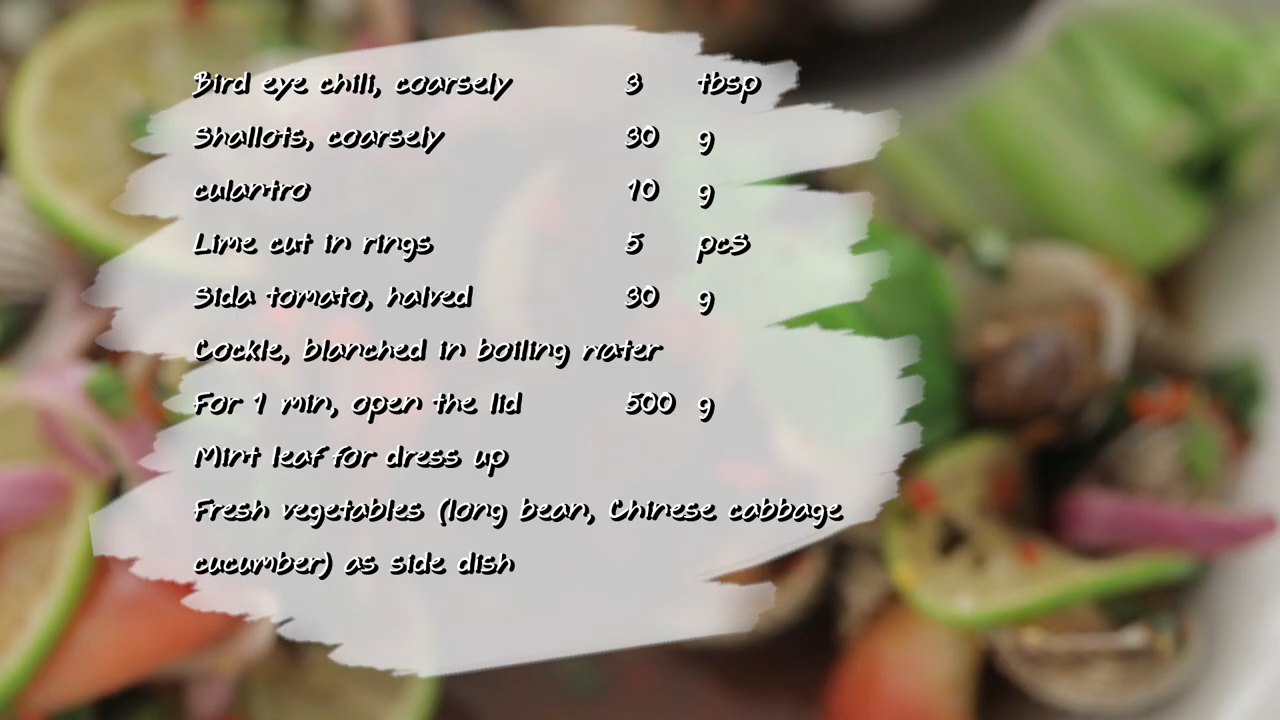 Bird eye chili, coarsely 3 tbsp
Shallots, coarsely 30 g
culantro 10 g
Lime cut in rings 5 pcs
Sida tomato, halved 30 g
Cockle, blanched in boiling water
For 1 min, open the lid 500 g
Mint leaf for dress up
Fresh vegetables (long bean, Chinese cabbage
cucumber) as side dish